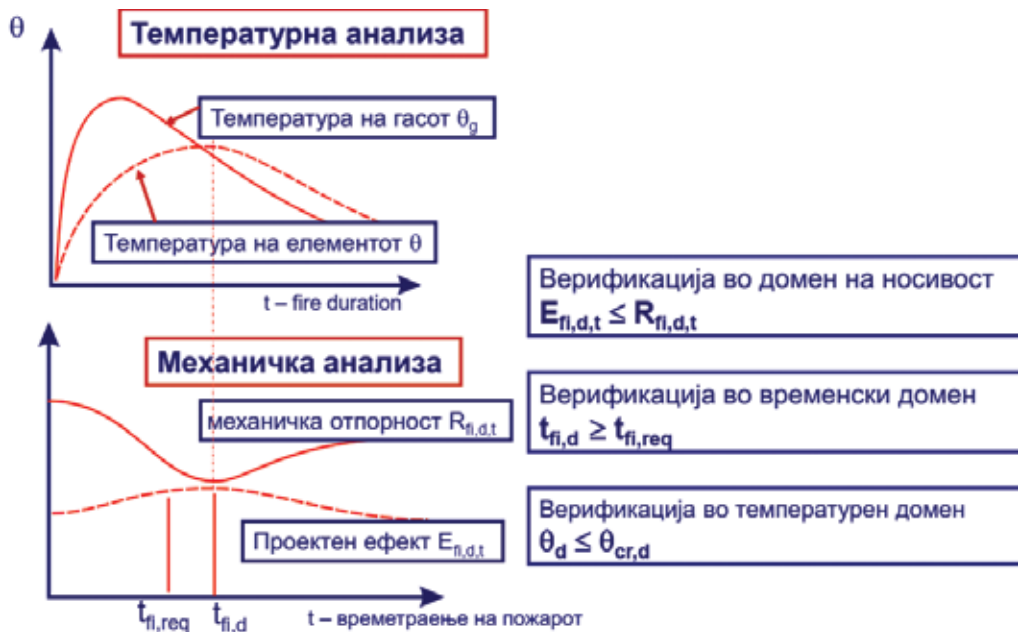 θ
Температурна анализа
Температура на гасот θg
Температура на елементот θ
t – fire duration
Механичка анализа
механичка отпорност Rfi,d,t
Проектен ефект Efi,d,t
tfi,req
tfi,d
t – времетраење на пожарот
Верификација во домен на носивост
Efi,d,t ≤ Rfi,d,t
Верификација во временски домен
tfi,d ≥ tfi,req
Верификација во температурен домен
θd ≤ θcr,d